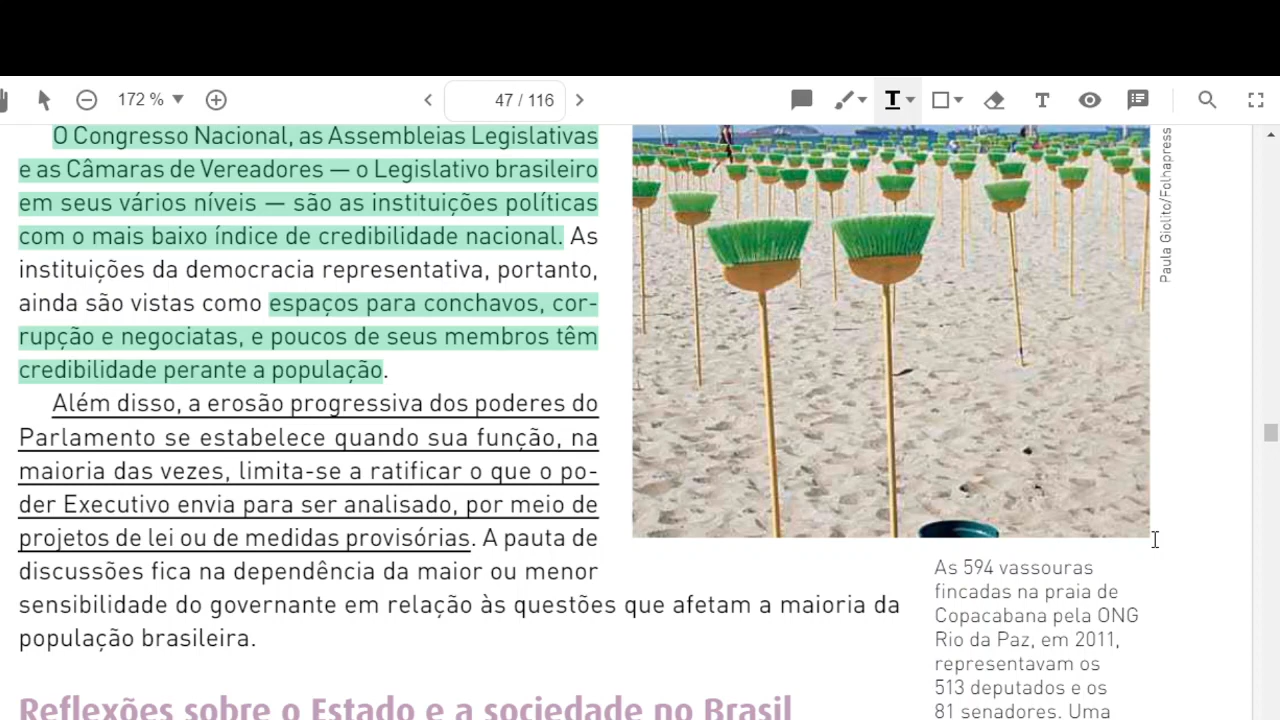 172 %
47 / 116
O Congresso Nacional, as Assembleias Legislativas
e as Câmaras de Vereadores — o Legislativo brasileiro
em seus vários níveis — são as instituições políticas
com o mais baixo índice de credibilidade nacional. As
instituições da democracia representativa, portanto,
ainda são vistas como espaços para conchavos, cor-
rupção e negociatas, e poucos de seus membros têm
credibilidade perante a população.
Além disso, a erosão progressiva dos poderes do
Parlamento se estabelece quando sua função, na
maioria das vezes, limita-se a ratificar o que o po-
der Executivo envia para ser analisado, por meio de
projetos de lei ou de medidas provisórias. A pauta de
discussões fica na dependência da maior ou menor
sensibilidade do governante em relação às questões que afetam a maioria da
população brasileira.
Paula Giolito/Folhapress
As 594 vassouras
fincadas na praia de
Copacabana pela ONG
Rio da Paz, em 2011,
representavam os
513 deputados e os
81 senadores. Uma
Reflexões sobre o Estado e a sociedade no Brasil